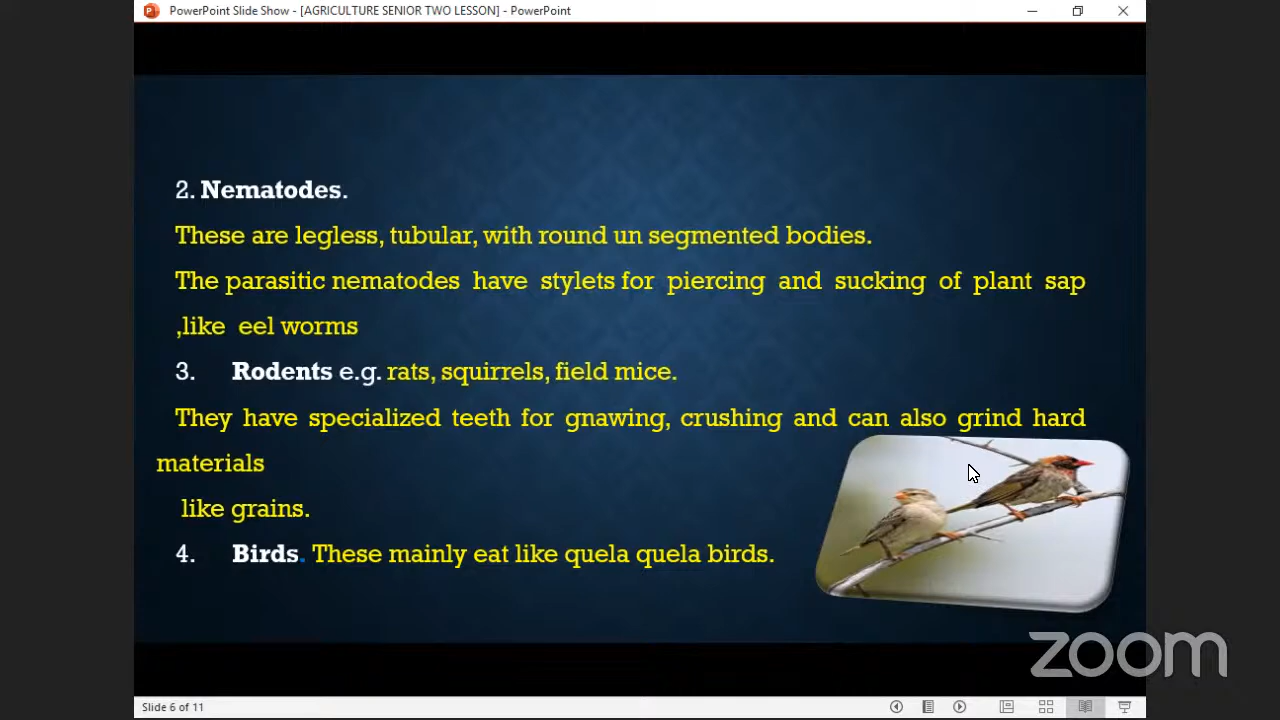 PowerPoint Slide Show - [AGRICULTURE SENIOR TWO LESSON] - PowerPoint
2. Nematodes.
These are legless, tubular, with round un segmented bodies.
The parasitic nematodes have stylets for piercing and sucking of plant sap
,like eel worms
3. Rodents e.g. rats, squirrels, field mice.
They have specialized teeth for gnawing, crushing and can also grind hard
materials
like grains.
4. Birds. These mainly eat like quela quela birds.
zoom
Slide 6 of 11